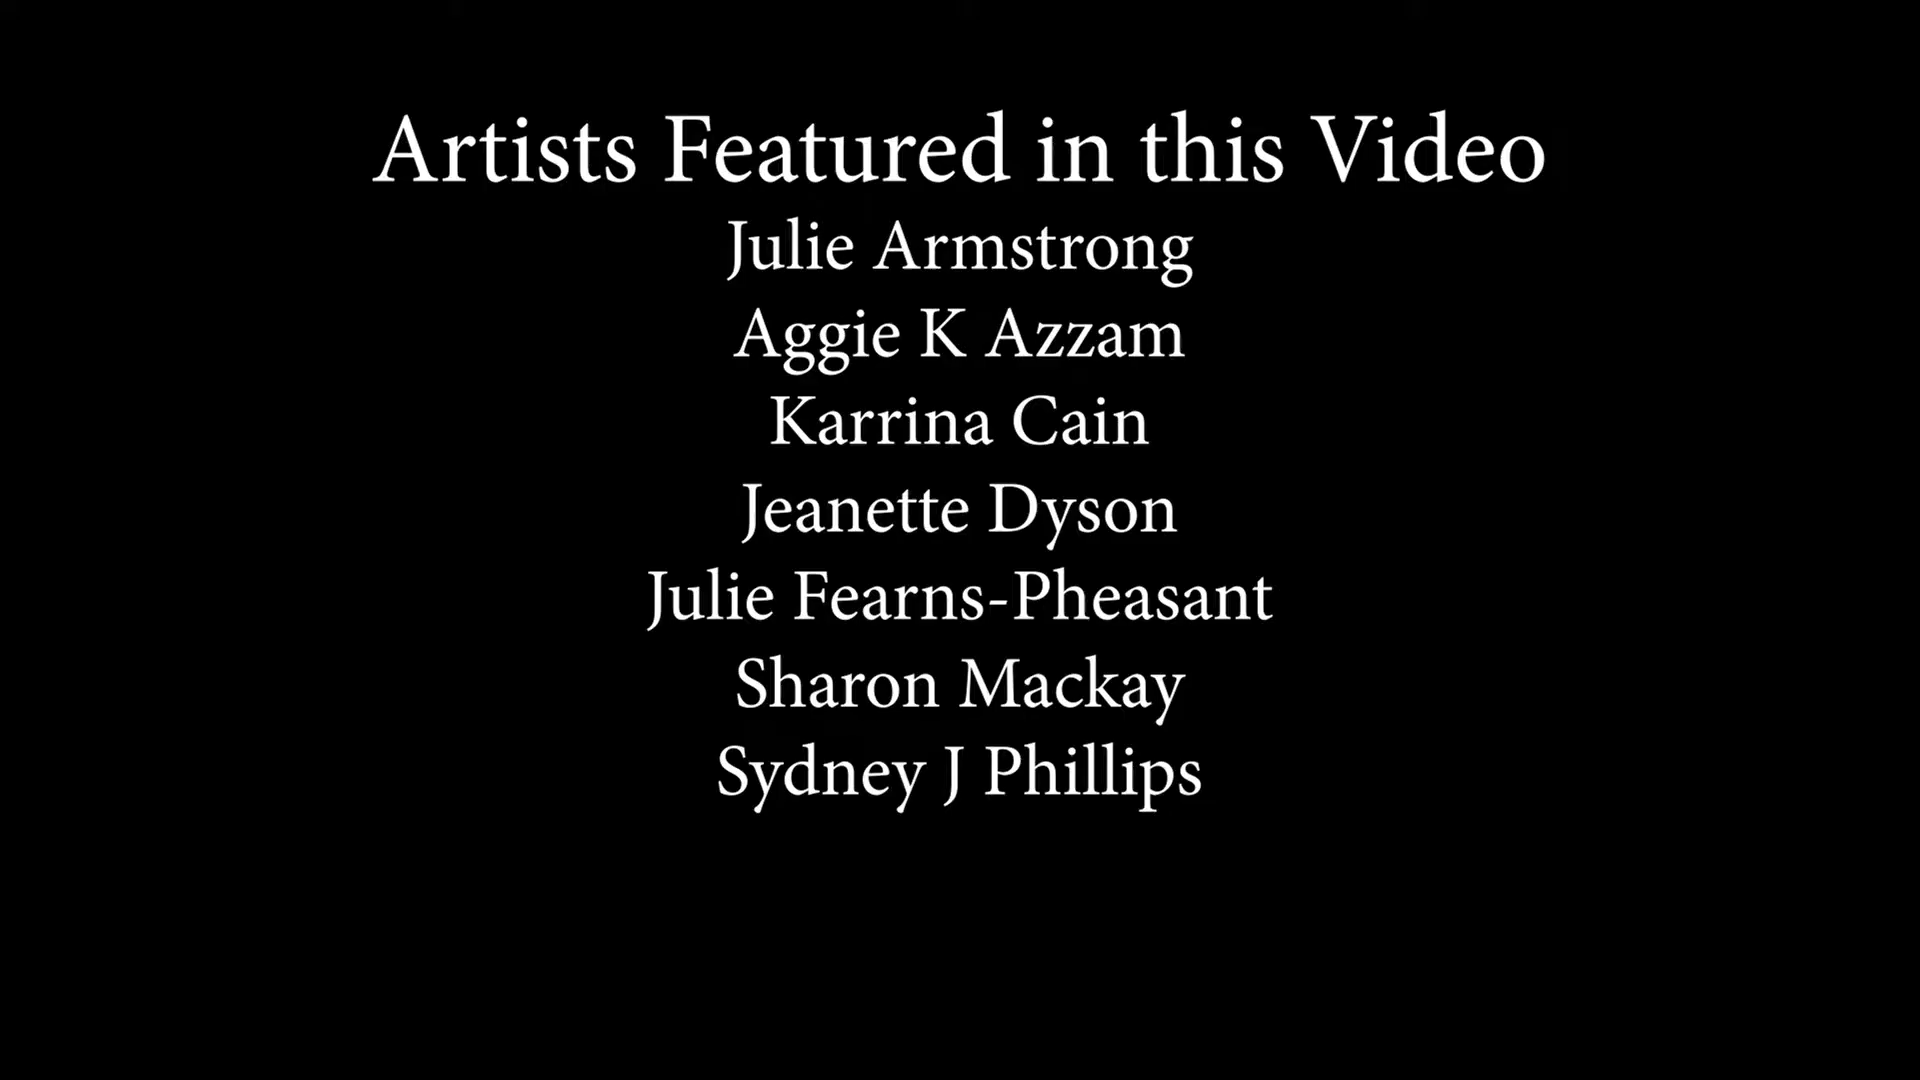 Artists Featured in this Video
Julie Armstrong
Aggie K Azzam
Karrina Cain
Jeanette Dyson
Julie Fearns-Pheasant
Sharon Mackay
Sydney J Phillips